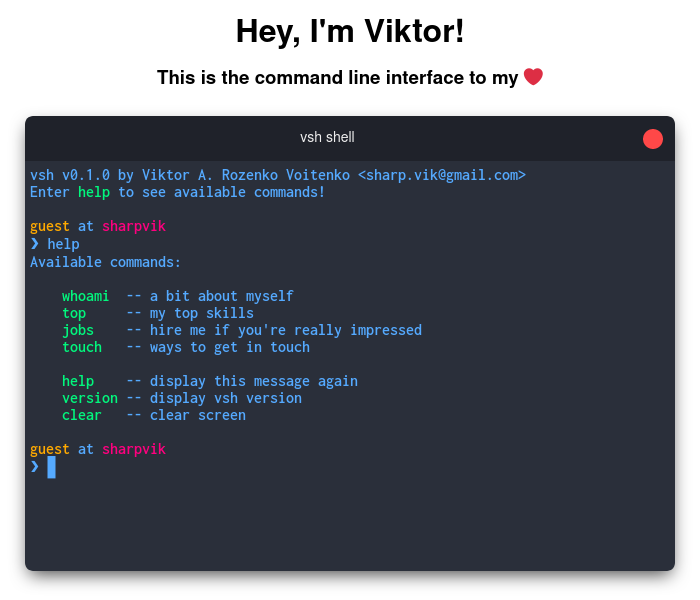 Hey, I'm Viktor!
This is the command line interface to my ❤️
vsh shell
vsh v0.1.0 by Viktor A. Rozenko Voitenko <sharp.vik@gmail.com>
Enter help to see available commands!
guest at sharpvik
❯ help
Available commands:
whoami -- a bit about myself
top -- my top skills
jobs -- hire me if you're really impressed
touch -- ways to get in touch
help -- display this message again
version -- display vsh version
clear -- clear screen
guest at sharpvik
❯